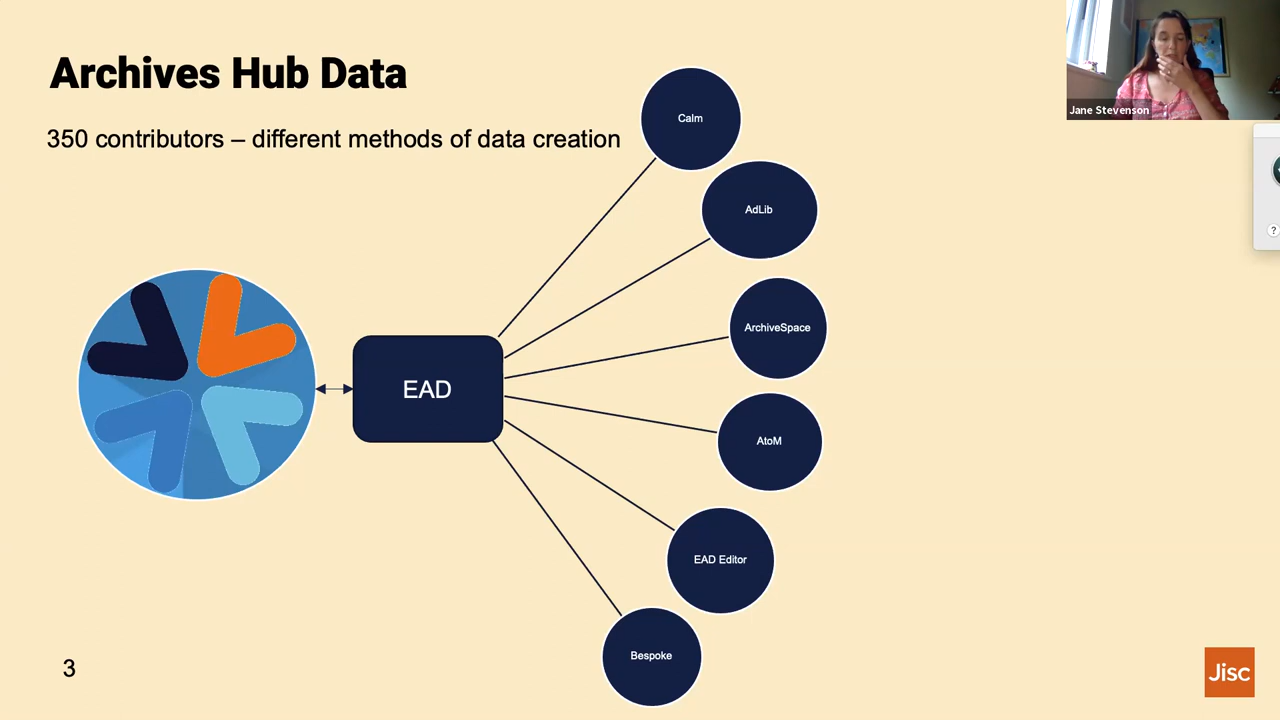 Archives Hub Data
350 contributors – different methods of data creation
Calm
AdLib
ArchiveSpace
AtoM
EAD Editor
Bespoke
EAD
3
Jane Stevenson
?
Jisc